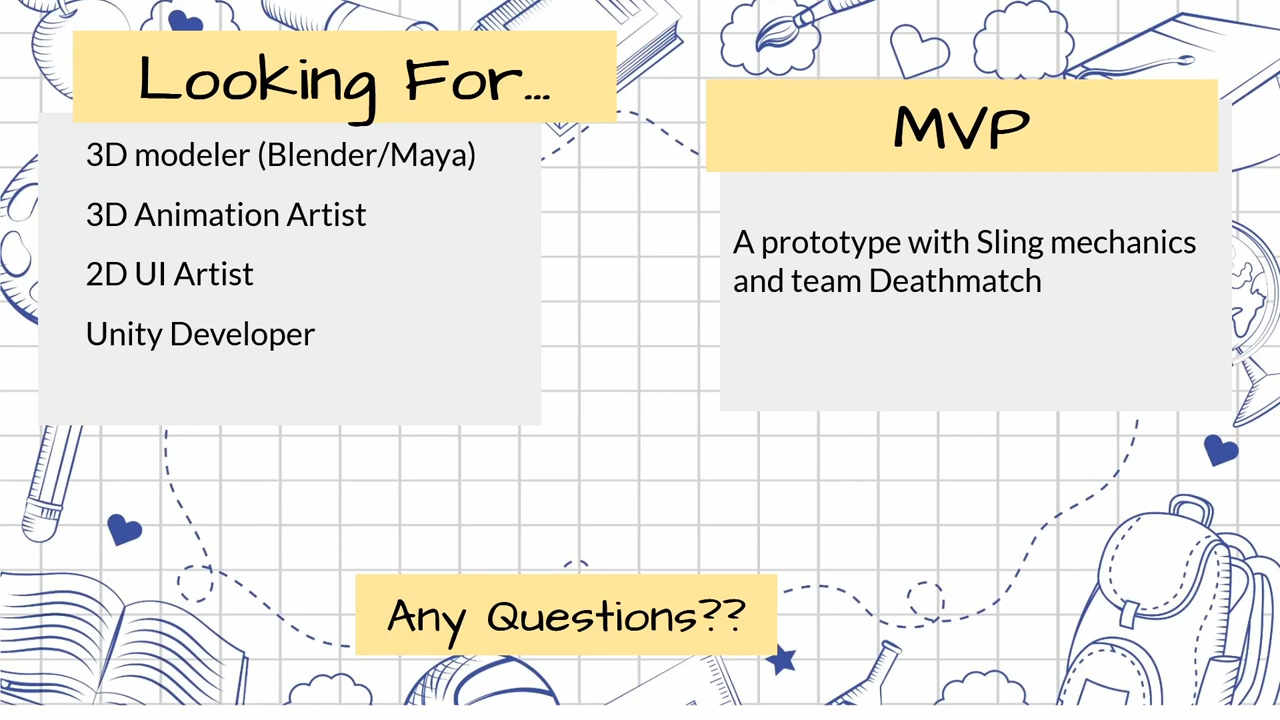 Looking For...
3D modeler (Blender/Maya)
3D Animation Artist
2D UI Artist
Unity Developer
MVP
A prototype with Sling mechanics
and team Deathmatch
Any Questions??